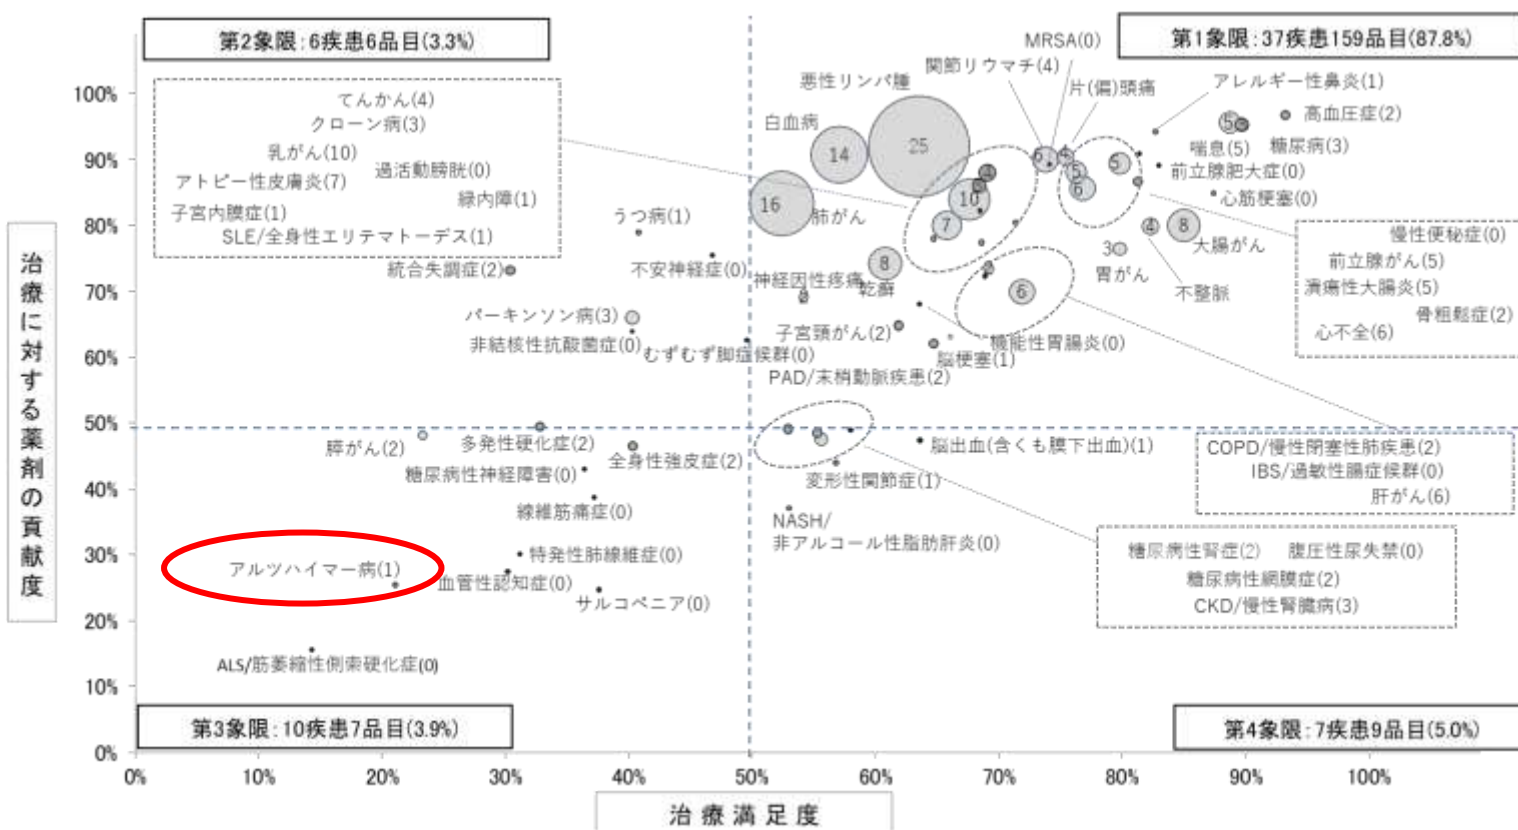 第2象限:6疾患6品目(3.3%)
第1象限:37疾患159品目(87.8%)
MRSA(0)
関節リウマチ(4)
悪性リンパ腫
片(偏)頭痛
アレルギー性鼻炎(1)
高血圧症(2)
白血病
喘息(5)
糖尿病(3)
前立腺肥大症(0)
心筋梗塞(0)
てんかん(4)
クローン病(3)
乳がん(10)
過活動膀胱(0)
アトピー性皮膚炎(7)
緑内障(1)
子宮内膜症(1)
SLE/全身性エリテマトーデス(1)
25
14
16
10
7
8
6
6
4
5
6
5
5
4
8
3
肺がん
大腸がん
胃がん
不整脈
うつ病(1)
不安神経症(0)
統合失調症(2)
神経因性疼痛
乾癬
慢性便秘症(0)
前立腺がん(5)
潰瘍性大腸炎(5)
骨粗鬆症(2)
心不全(6)
パーキンソン病(3)
非結核性抗酸菌症(0)
むずむず脚症候群(0)
子宮頸がん(2)
機能性胃腸炎(0)
脳梗塞(1)
PAD/末梢動脈疾患(2)
膵がん(2)
多発性硬化症(2)
全身性強皮症(2)
糖尿病性神経障害(0)
線維筋痛症(0)
脳出血(含くも膜下出血)(1)
変形性関節症(1)
NASH/
非アルコール性脂肪肝炎(0)
COPD/慢性閉塞性肺疾患(2)
IBS/過敏性腸症候群(0)
肝がん(6)
糖尿病性腎症(2)
腹圧性尿失禁(0)
糖尿病性網膜症(2)
CKD/慢性腎臓病(3)
アルツハイマー病(1)
特発性肺線維症(0)
血管性認知症(0)
サルコペニア(0)
ALS/筋萎縮性側索硬化症(0)
第3象限:10疾患7品目(3.9%)
第4象限:7疾患9品目(5.0%)
治療に対する薬剤の貢献度
100%
90%
80%
70%
60%
50%
40%
30%
20%
10%
0%
0%
10%
20%
30%
40%
50%
60%
70%
80%
90%
100%
治療満足度